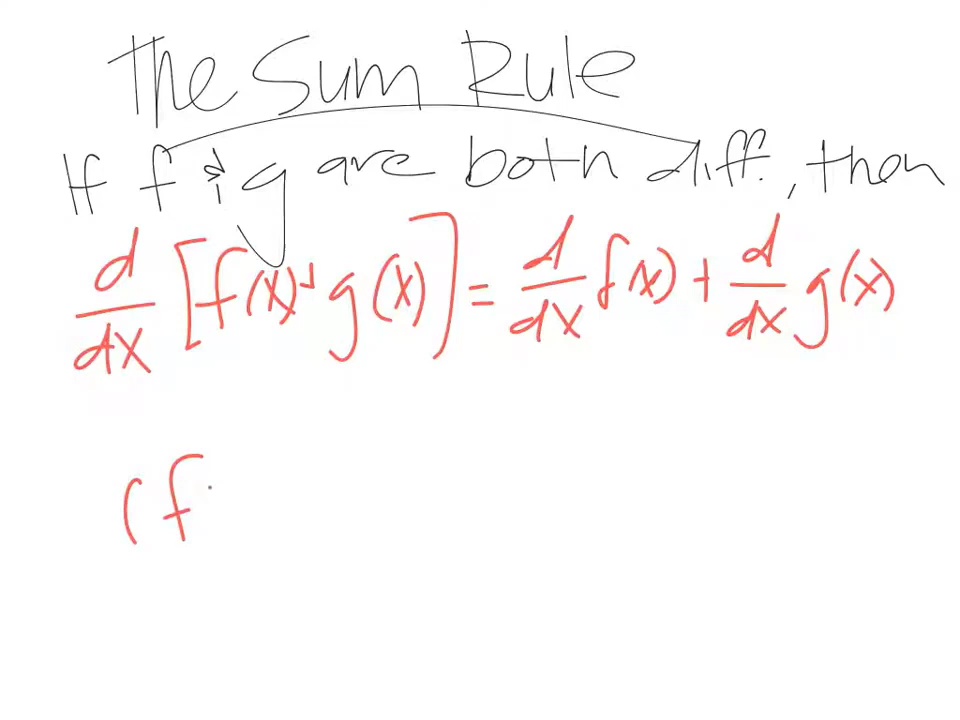 The Sum Rule
If f & g are both diff., then
d/dx [f(x)+g(x)] = d/dx f(x) + d/dx g(x)
(f